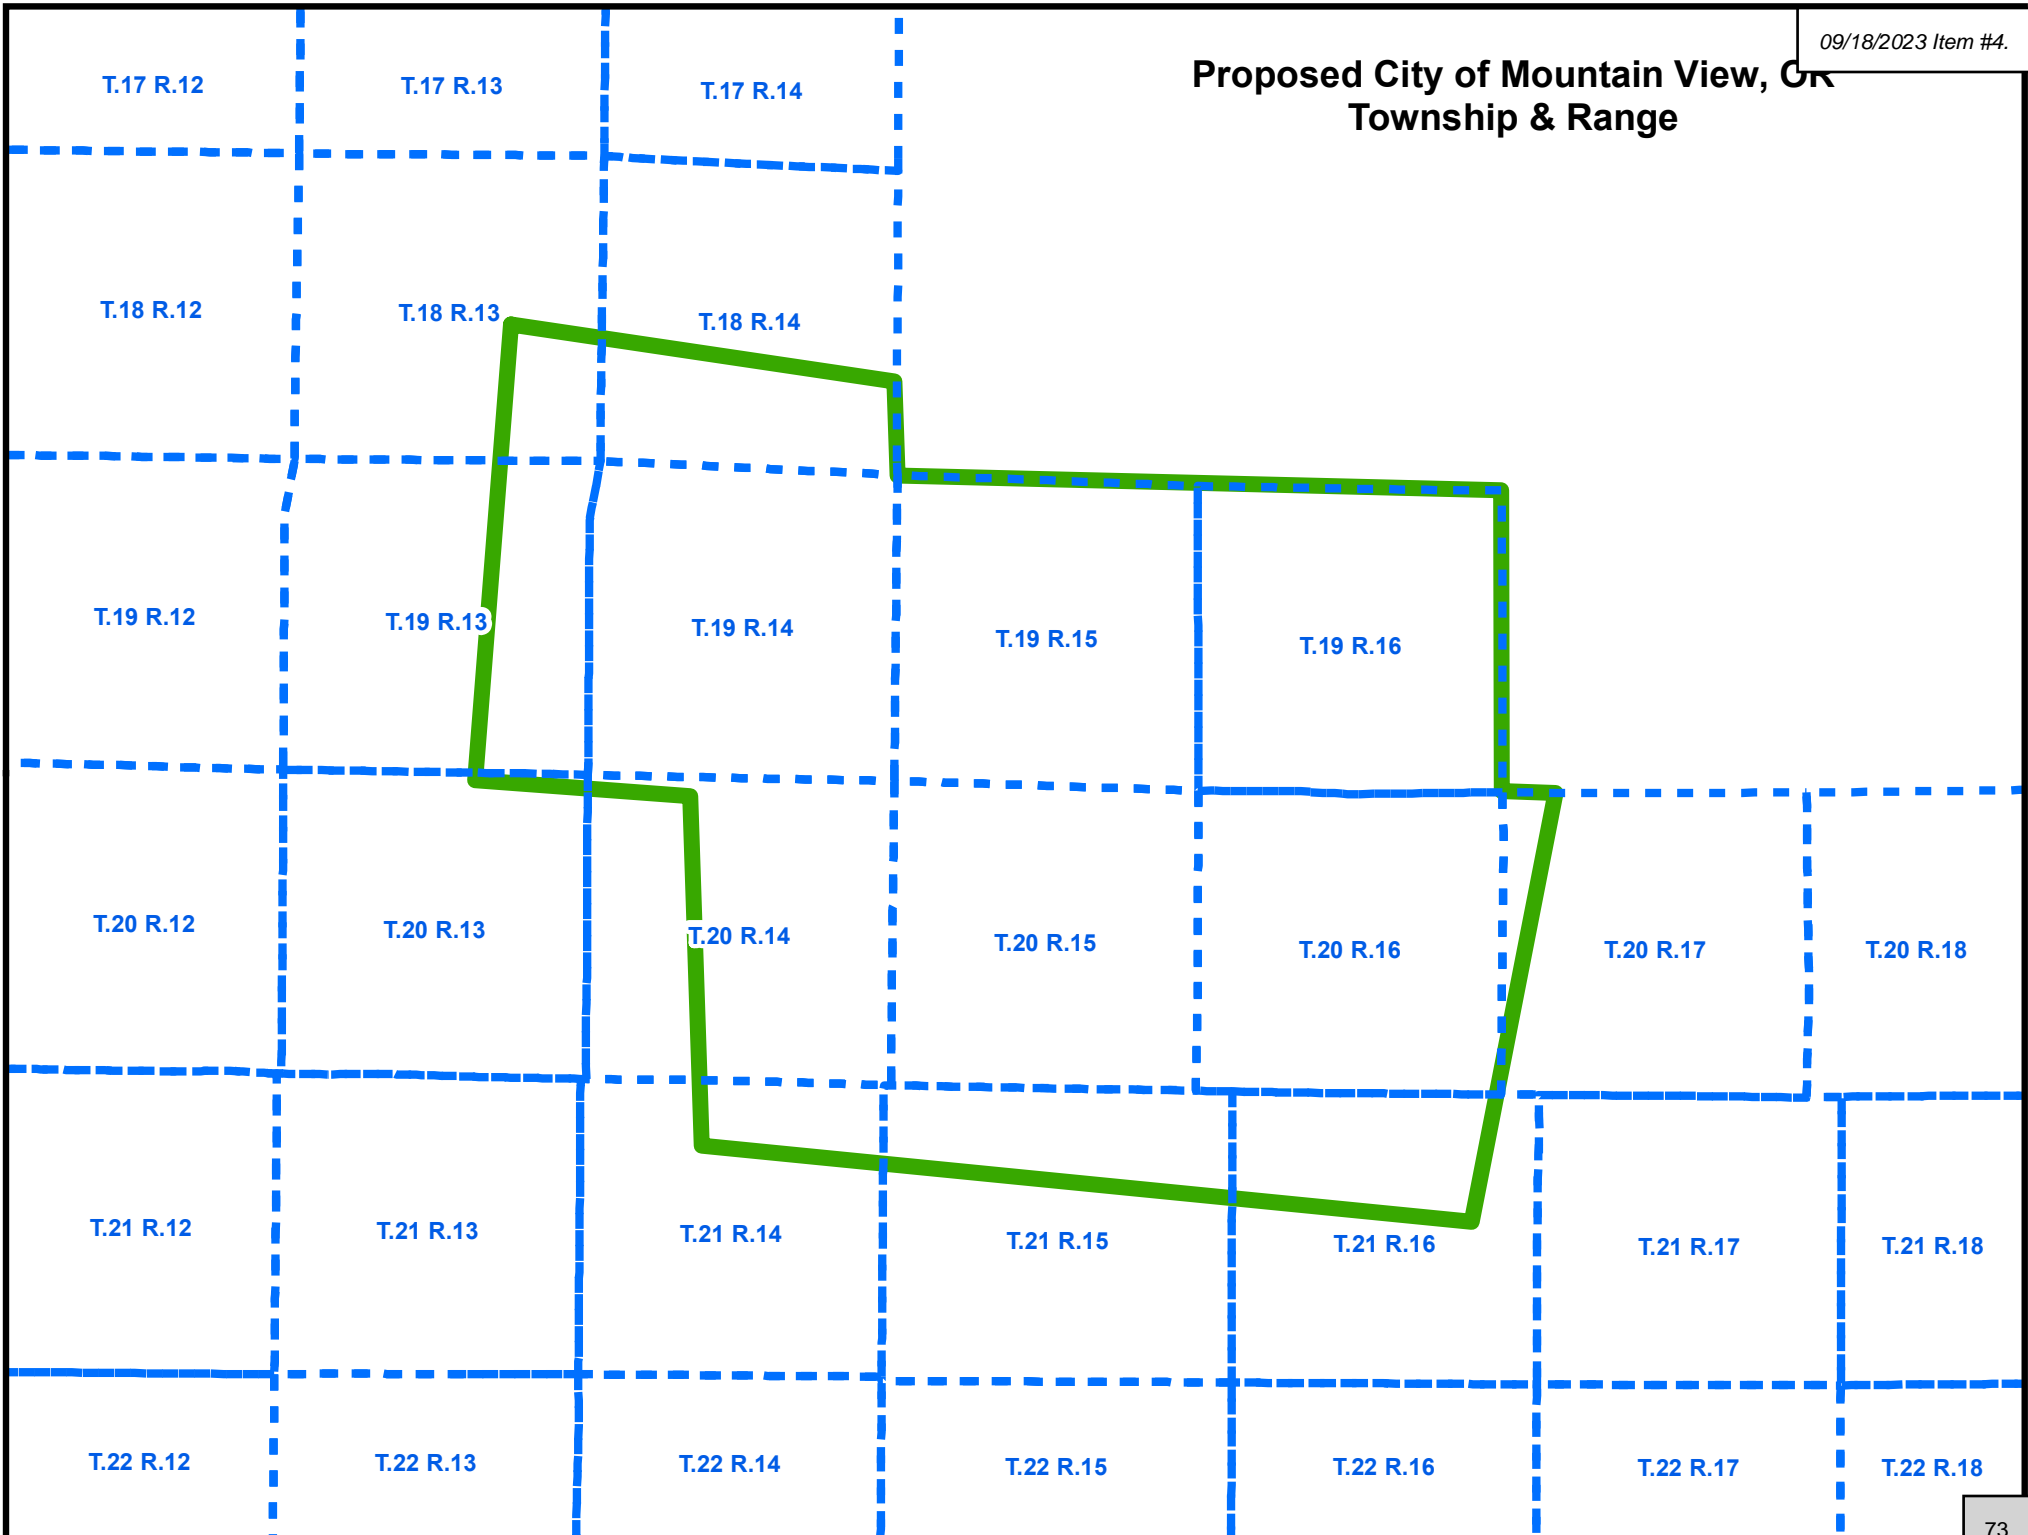 09/18/2023 Item #4.
Proposed City of Mountain View, OR
Township & Range
T.17 R.12
T.17 R.13
T.17 R.14
T.18 R.12
T.18 R.13
T.18 R.14
T.19 R.12
T.19 R.13
T.19 R.14
T.19 R.15
T.19 R.16
T.20 R.12
T.20 R.13
T.20 R.14
T.20 R.15
T.20 R.16
T.20 R.17
T.20 R.18
T.21 R.12
T.21 R.13
T.21 R.14
T.21 R.15
T.21 R.16
T.21 R.17
T.21 R.18
T.22 R.12
T.22 R.13
T.22 R.14
T.22 R.15
T.22 R.16
T.22 R.17
T.22 R.18
73